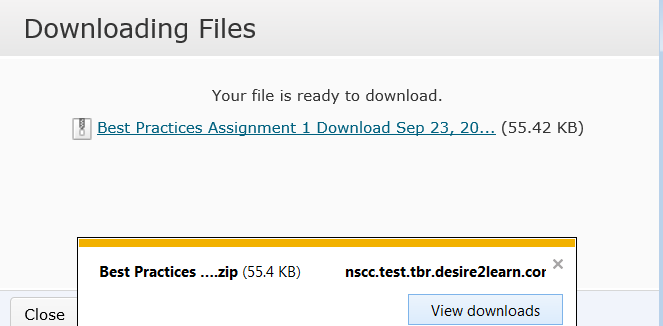 Downloading Files
Your file is ready to download.
Best Practices Assignment 1 Download Sep 23, 20... (55.42 KB)
Best Practices ....zip (55.4 KB) nscc.test.tbr.desire2learn.cor
View downloads
Close